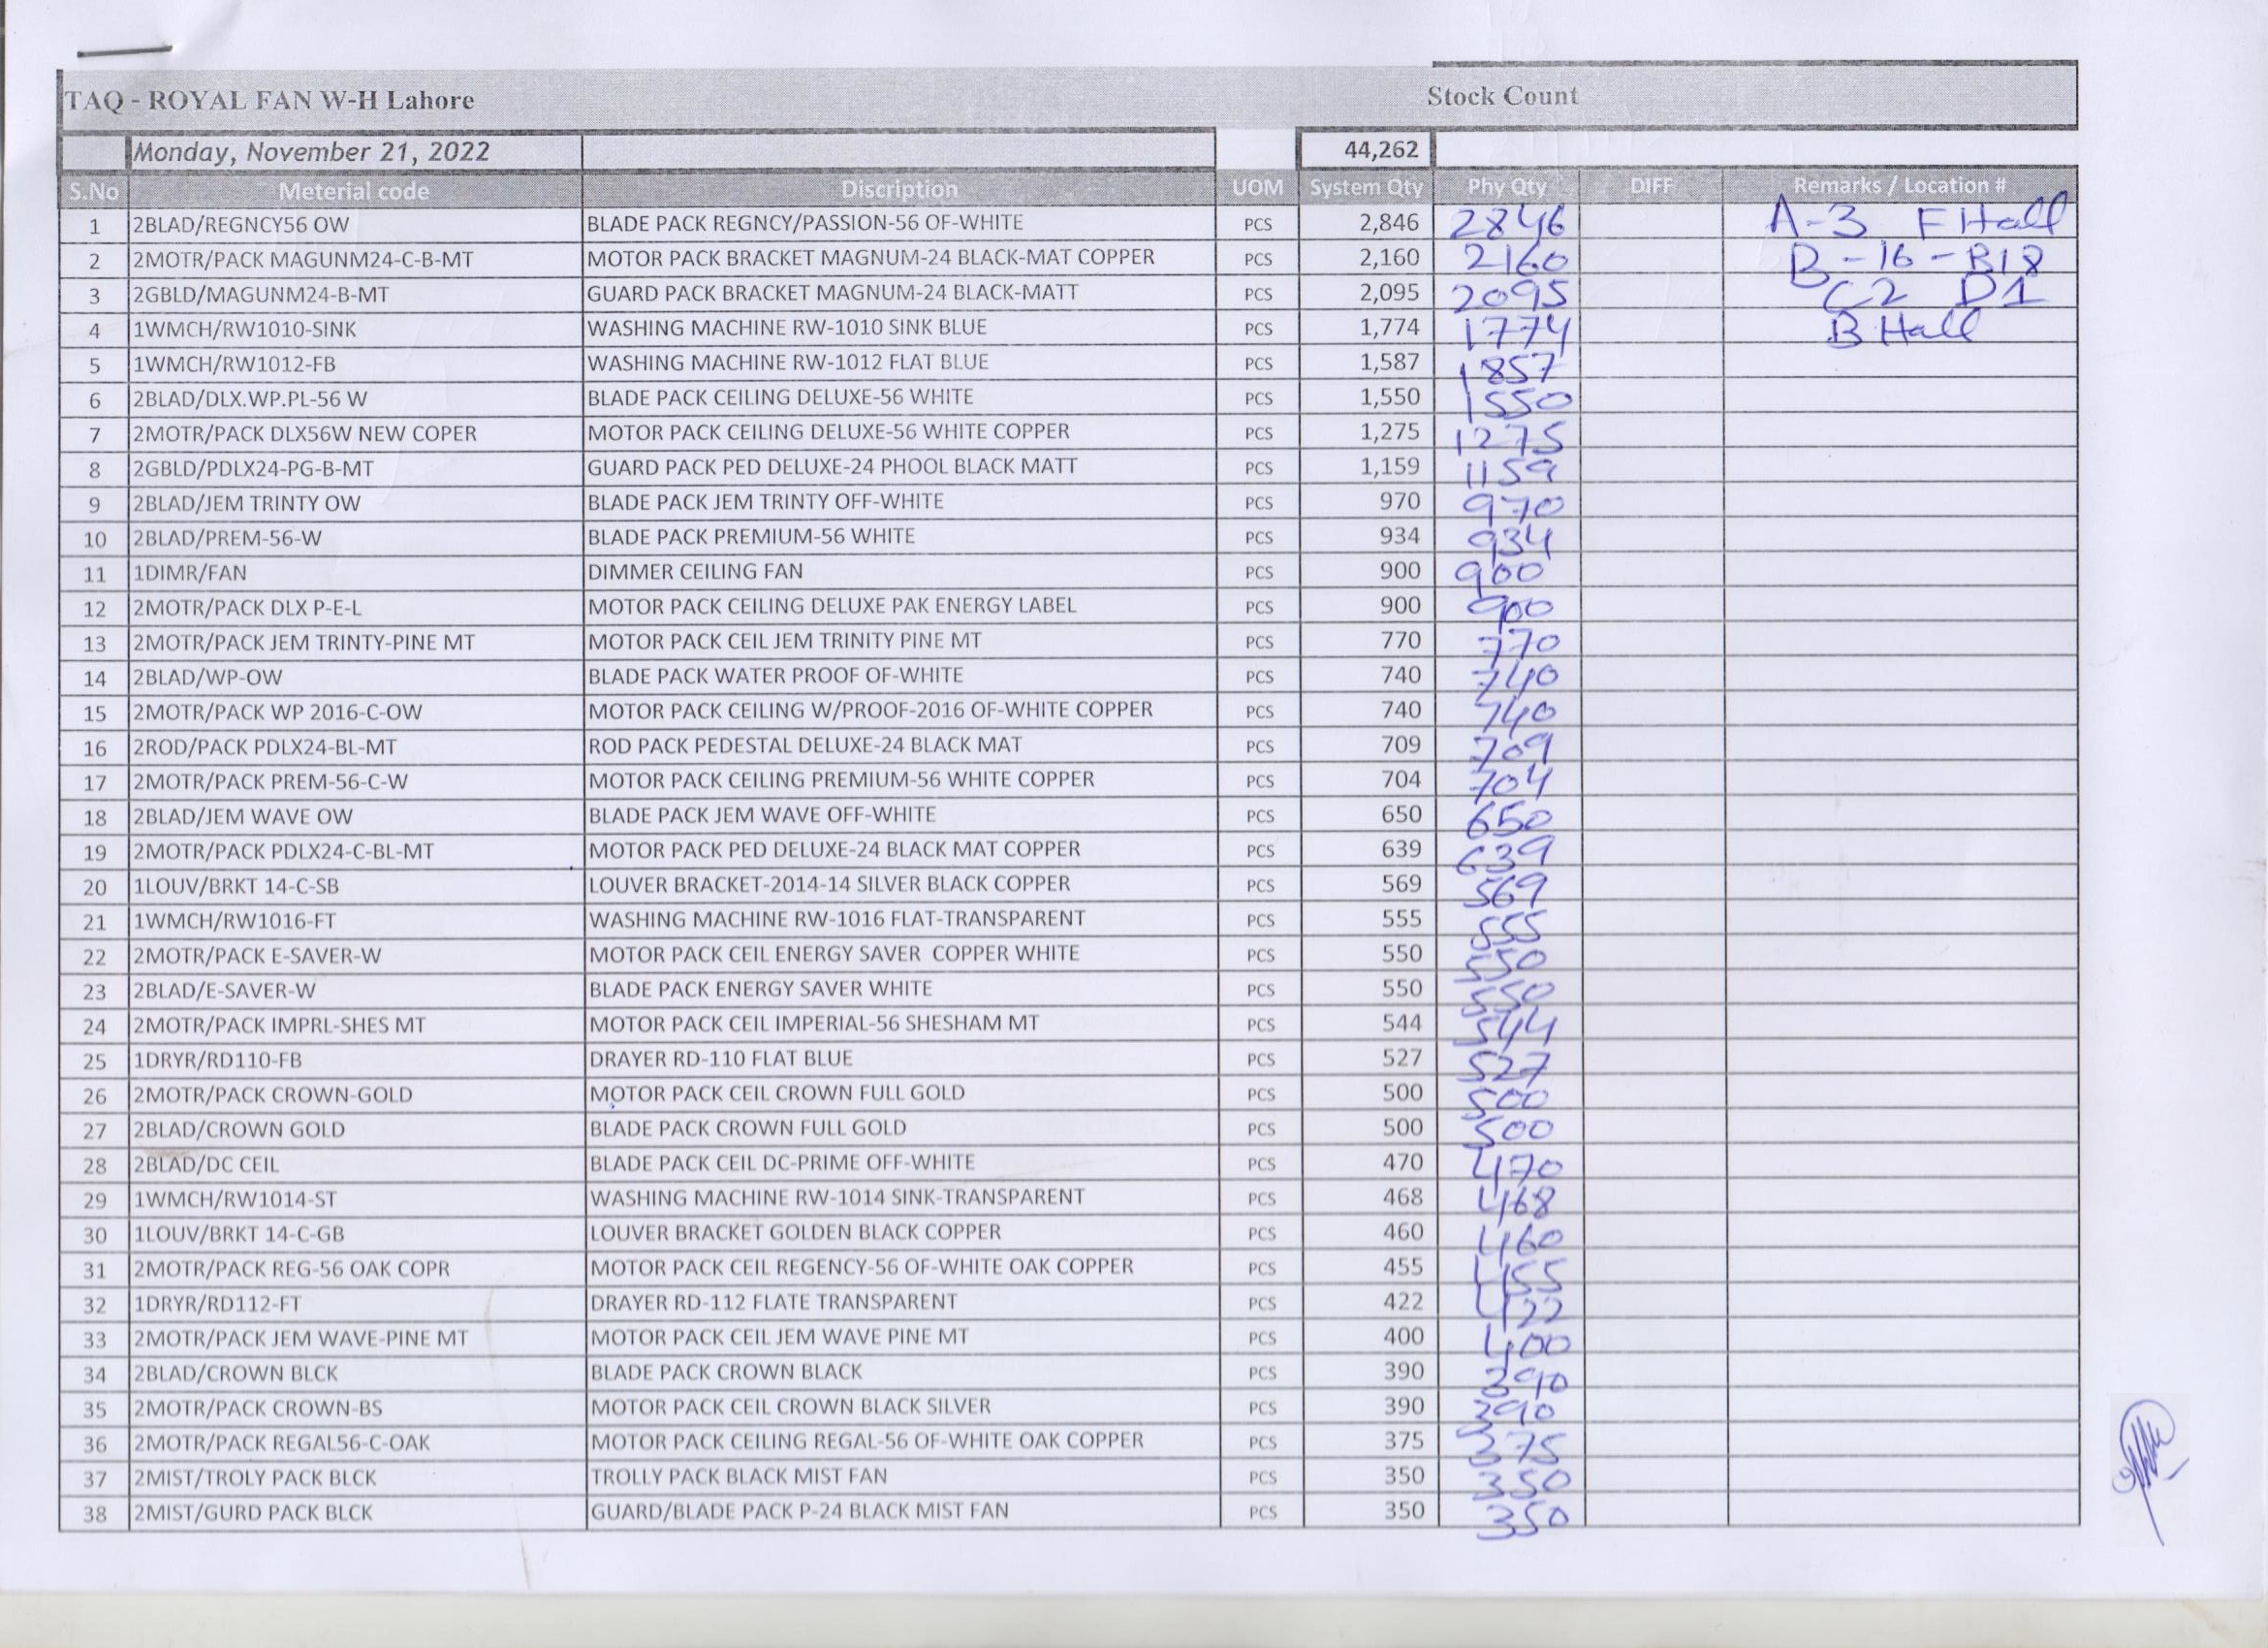 TAQ - ROYAL FAN W-H Lahore Stock Count
Monday, November 21, 2022 44,262
S.No Meterial code Discription UOM System Qty Phy Qty DIFF Remarks / Location #
1 2BLAD/REGNCY56 OW BLADE PACK REGNCY/PASSION-56 OF-WHITE PCS 2,846 2846 A-3 F Hall
2 2MOTR/PACK MAGUNM24-C-B-MT MOTOR PACK BRACKET MAGNUM-24 BLACK-MAT COPPER PCS 2,160 2160 B-16-B18
3 2GBLD/MAGUNM24-B-MT GUARD PACK BRACKET MAGNUM-24 BLACK-MATT PCS 2,095 2095 C2 D1
4 1WMCH/RW1010-SINK WASHING MACHINE RW-1010 SINK BLUE PCS 1,774 1774 B Hall
5 1WMCH/RW1012-FB WASHING MACHINE RW-1012 FLAT BLUE PCS 1,587 1857
6 2BLAD/DLX.WP.PL-56 W BLADE PACK CEILING DELUXE-56 WHITE PCS 1,550 1550
7 2MOTR/PACK DLX56W NEW COPER MOTOR PACK CEILING DELUXE-56 WHITE COPPER PCS 1,275 1275
8 2GBLD/PDLX24-PG-B-MT GUARD PACK PED DELUXE-24 PHOOL BLACK MATT PCS 1,159 1159
9 2BLAD/JEM TRINTY OW BLADE PACK JEM TRINTY OFF-WHITE PCS 970 970
10 2BLAD/PREM-56-W BLADE PACK PREMIUM-56 WHITE PCS 934 934
11 1DIMR/FAN DIMMER CEILING FAN PCS 900 900
12 2MOTR/PACK DLX P-E-L MOTOR PACK CEILING DELUXE PAK ENERGY LABEL PCS 900 900
13 2MOTR/PACK JEM TRINTY-PINE MT MOTOR PACK CEIL JEM TRINITY PINE MT PCS 770 770
14 2BLAD/WP-OW BLADE PACK WATER PROOF OF-WHITE PCS 740 740
15 2MOTR/PACK WP 2016-C-OW MOTOR PACK CEILING W/PROOF-2016 OF-WHITE COPPER PCS 740 740
16 2ROD/PACK PDLX24-BL-MT ROD PACK PEDESTAL DELUXE-24 BLACK MAT PCS 709 709
17 2MOTR/PACK PREM-56-C-W MOTOR PACK CEILING PREMIUM-56 WHITE COPPER PCS 704 704
18 2BLAD/JEM WAVE OW BLADE PACK JEM WAVE OFF-WHITE PCS 650 650
19 2MOTR/PACK PDLX24-C-BL-MT MOTOR PACK PED DELUXE-24 BLACK MAT COPPER PCS 639 639
20 1LOUV/BRKT 14-C-SB LOUVER BRACKET-2014-14 SILVER BLACK COPPER PCS 569 569
21 1WMCH/RW1016-FT WASHING MACHINE RW-1016 FLAT-TRANSPARENT PCS 555 555
22 2MOTR/PACK E-SAVER-W MOTOR PACK CEIL ENERGY SAVER COPPER WHITE PCS 550 550
23 2BLAD/E-SAVER-W BLADE PACK ENERGY SAVER WHITE PCS 550 550
24 2MOTR/PACK IMPRL-SHES MT MOTOR PACK CEIL IMPERIAL-56 SHESHAM MT PCS 544 544
25 1DRYR/RD110-FB DRAYER RD-110 FLAT BLUE PCS 527 527
26 2MOTR/PACK CROWN-GOLD MOTOR PACK CEIL CROWN FULL GOLD PCS 500 500
27 2BLAD/CROWN GOLD BLADE PACK CROWN FULL GOLD PCS 500 500
28 2BLAD/DC CEIL BLADE PACK CEIL DC-PRIME OFF-WHITE PCS 470 470
29 1WMCH/RW1014-ST WASHING MACHINE RW-1014 SINK-TRANSPARENT PCS 468 468
30 1LOUV/BRKT 14-C-GB LOUVER BRACKET GOLDEN BLACK COPPER PCS 460 460
31 2MOTR/PACK REG-56 OAK COPR MOTOR PACK CEIL REGENCY-56 OF-WHITE OAK COPPER PCS 455 455
32 1DRYR/RD112-FT DRAYER RD-112 FLATE TRANSPARENT PCS 422 422
33 2MOTR/PACK JEM WAVE-PINE MT MOTOR PACK CEIL JEM WAVE PINE MT PCS 400 400
34 2BLAD/CROWN BLCK BLADE PACK CROWN BLACK PCS 390 390
35 2MOTR/PACK CROWN-BS MOTOR PACK CEIL CROWN BLACK SILVER PCS 390 390
36 2MOTR/PACK REGAL56-C-OAK MOTOR PACK CEILING REGAL-56 OF-WHITE OAK COPPER PCS 375 375
37 2MIST/TROLY PACK BLCK TROLLY PACK BLACK MIST FAN PCS 350 350
38 2MIST/GURD PACK BLCK GUARD/BLADE PACK P-24 BLACK MIST FAN PCS 350 350